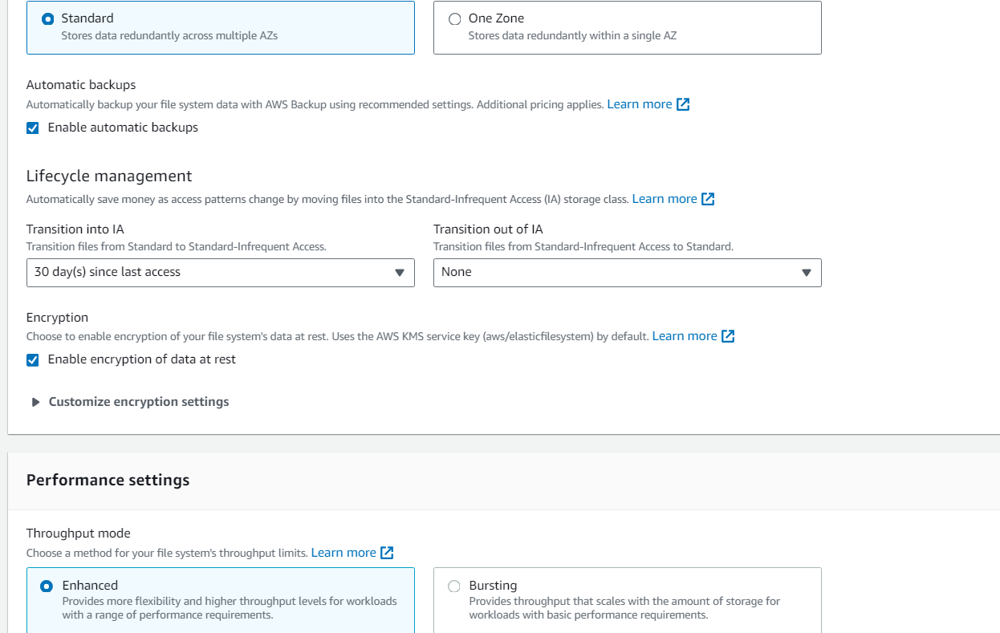 Standard
Stores data redundantly across multiple AZs
One Zone
Stores data redundantly within a single AZ
Automatic backups
Automatically backup your file system data with AWS Backup using recommended settings. Additional pricing applies. Learn more
Enable automatic backups
Lifecycle management
Automatically save money as access patterns change by moving files into the Standard-Infrequent Access (IA) storage class. Learn more
Transition into IA
Transition files from Standard to Standard-Infrequent Access.
30 day(s) since last access
Transition out of IA
Transition files from Standard-Infrequent Access to Standard.
None
Encryption
Choose to enable encryption of your file system's data at rest. Uses the AWS KMS service key (aws/elasticfilesystem) by default. Learn more
Enable encryption of data at rest
Customize encryption settings
Performance settings
Throughput mode
Choose a method for your file system's throughput limits. Learn more
Enhanced
Provides more flexibility and higher throughput levels for workloads
with a range of performance requirements.
Bursting
Provides throughput that scales with the amount of storage for
workloads with basic performance requirements.